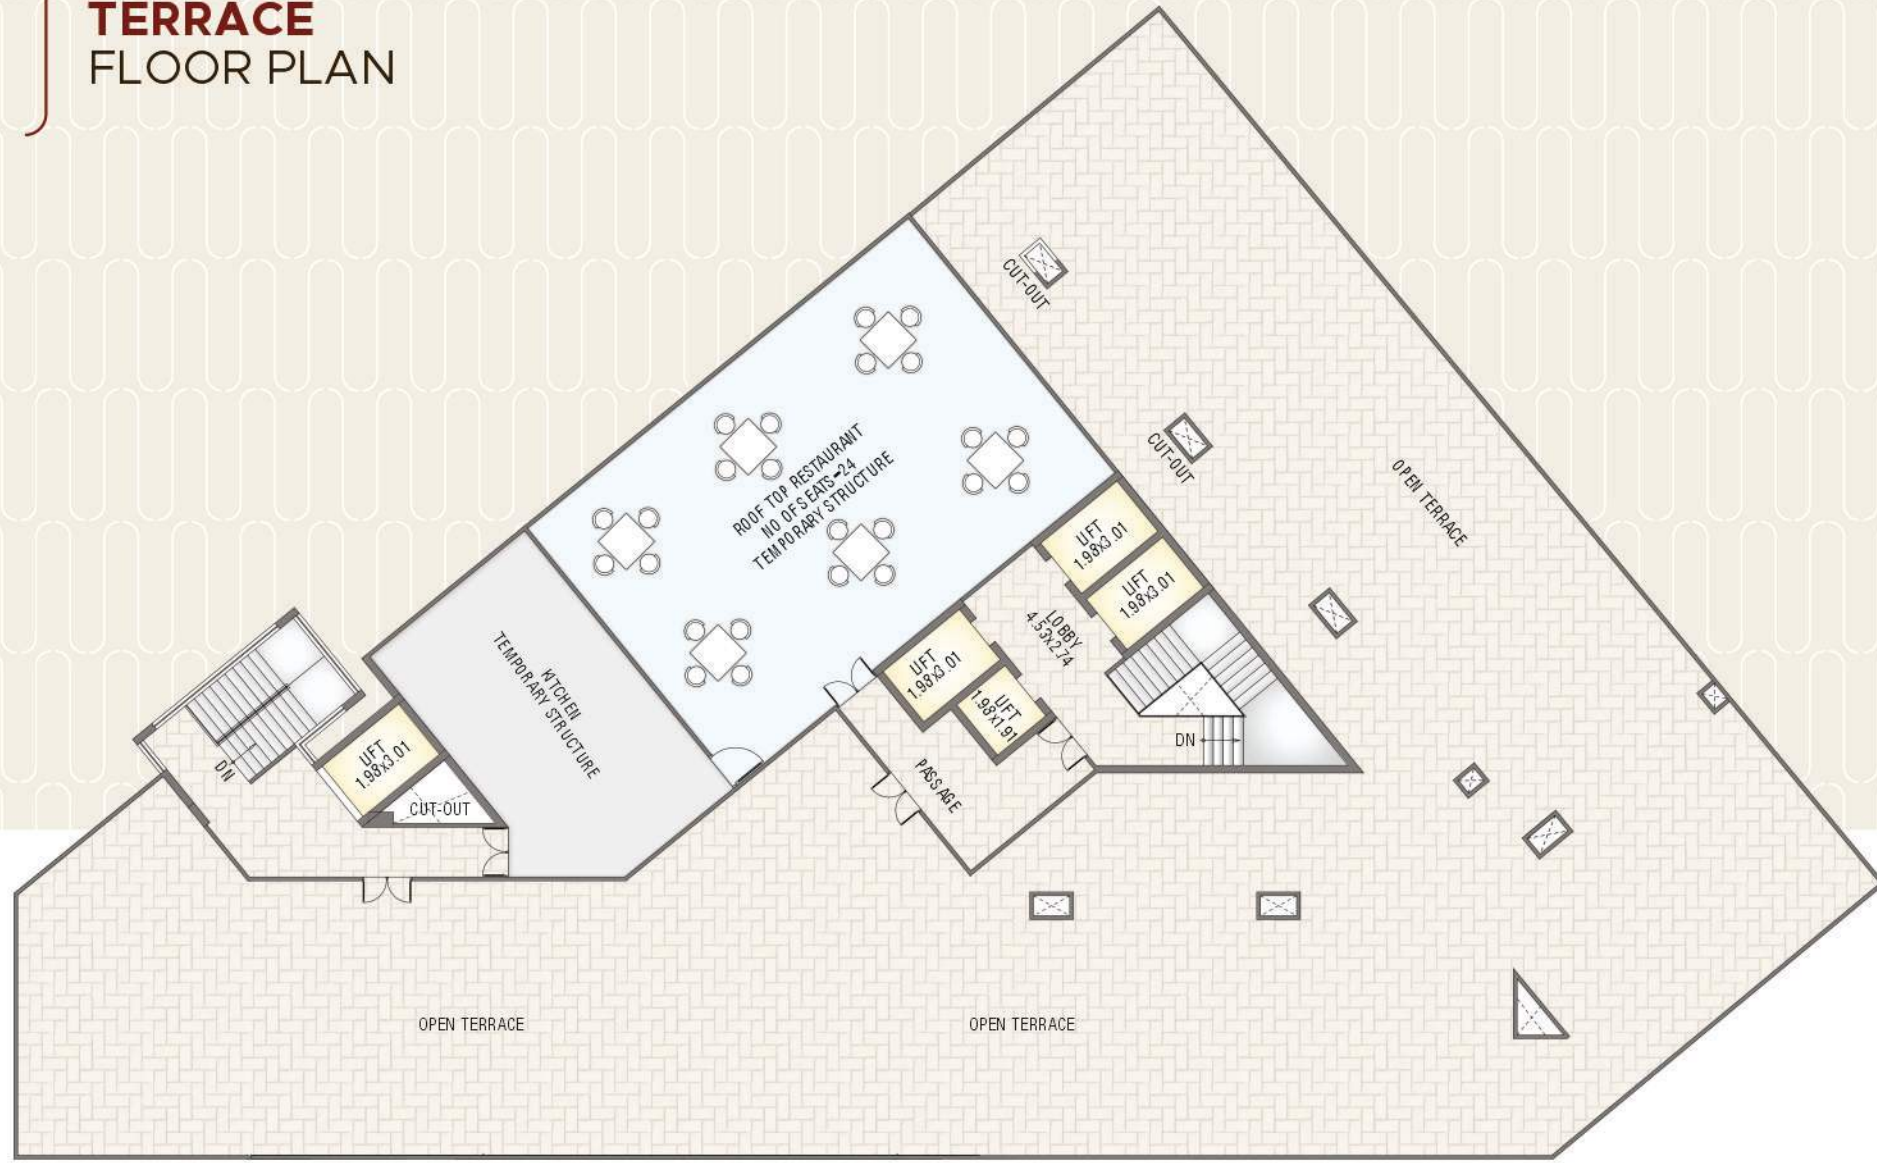 TERRACE
FLOOR PLAN
CUT-OUT
CUT-OUT
OPEN TERRACE
ROOF TOP RESTAURANT
NO OF SEATS-24
TEMPORARY STRUCTURE
LIFT
1.98x3.01
LIFT
1.98x3.01
LOBBY
4.53x2.74
LIFT
1.98x3.01
LIFT
1.98x1.91
DN
PASSAGE
KITCHEN
TEMPORARY STRUCTURE
LIFT
1.98x3.01
DN
CUT-OUT
OPEN TERRACE
OPEN TERRACE